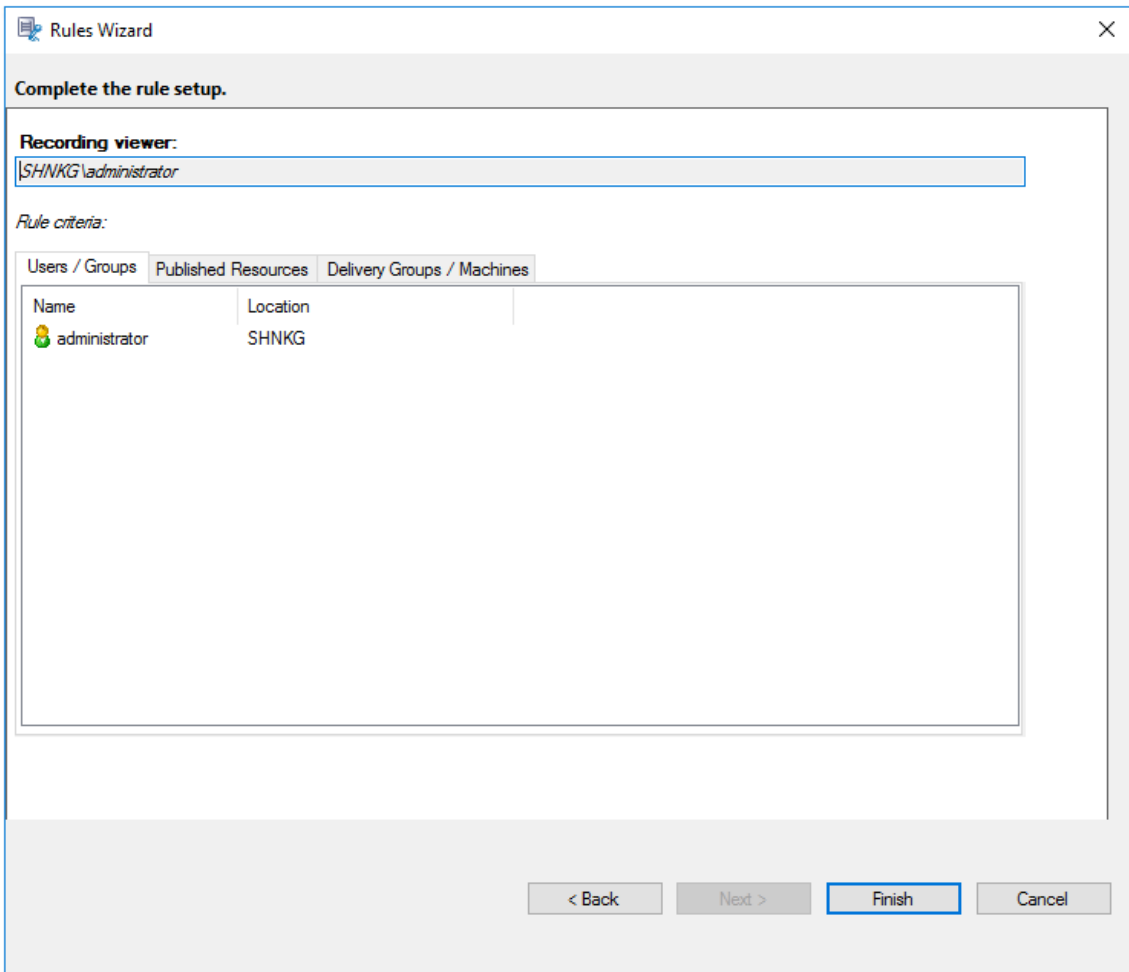 Rules Wizard
Complete the rule setup.
Recording viewer:
SHNKG\administrator
Rule criteria:
Users / Groups Published Resources Delivery Groups / Machines
Name Location
administrator SHNKG
< Back Next > Finish Cancel